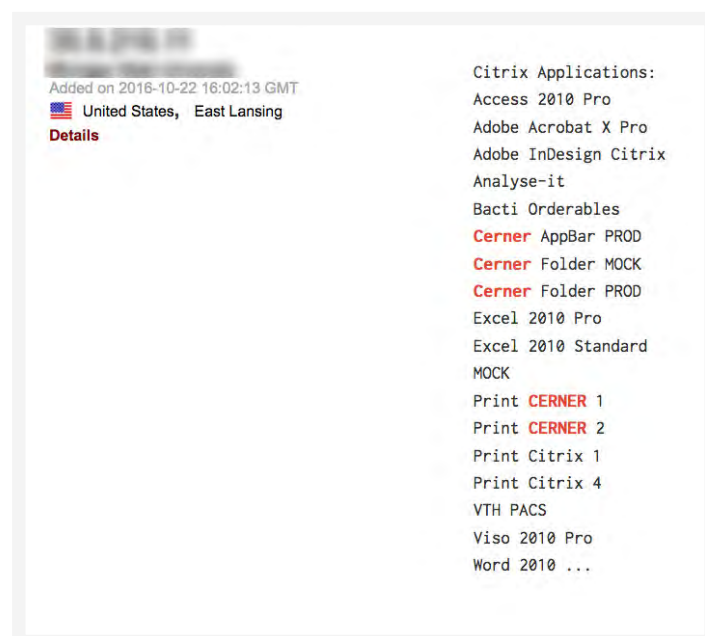 Added on 2016-10-22 16:02:13 GMT
United States, East Lansing
Details
Citrix Applications:
Access 2010 Pro
Adobe Acrobat X Pro
Adobe InDesign Citrix
Analyse-it
Bacti Orderables
Cerner AppBar PROD
Cerner Folder MOCK
Cerner Folder PROD
Excel 2010 Pro
Excel 2010 Standard
MOCK
Print CERNER 1
Print CERNER 2
Print Citrix 1
Print Citrix 4
VTH PACS
Viso 2010 Pro
Word 2010 ...